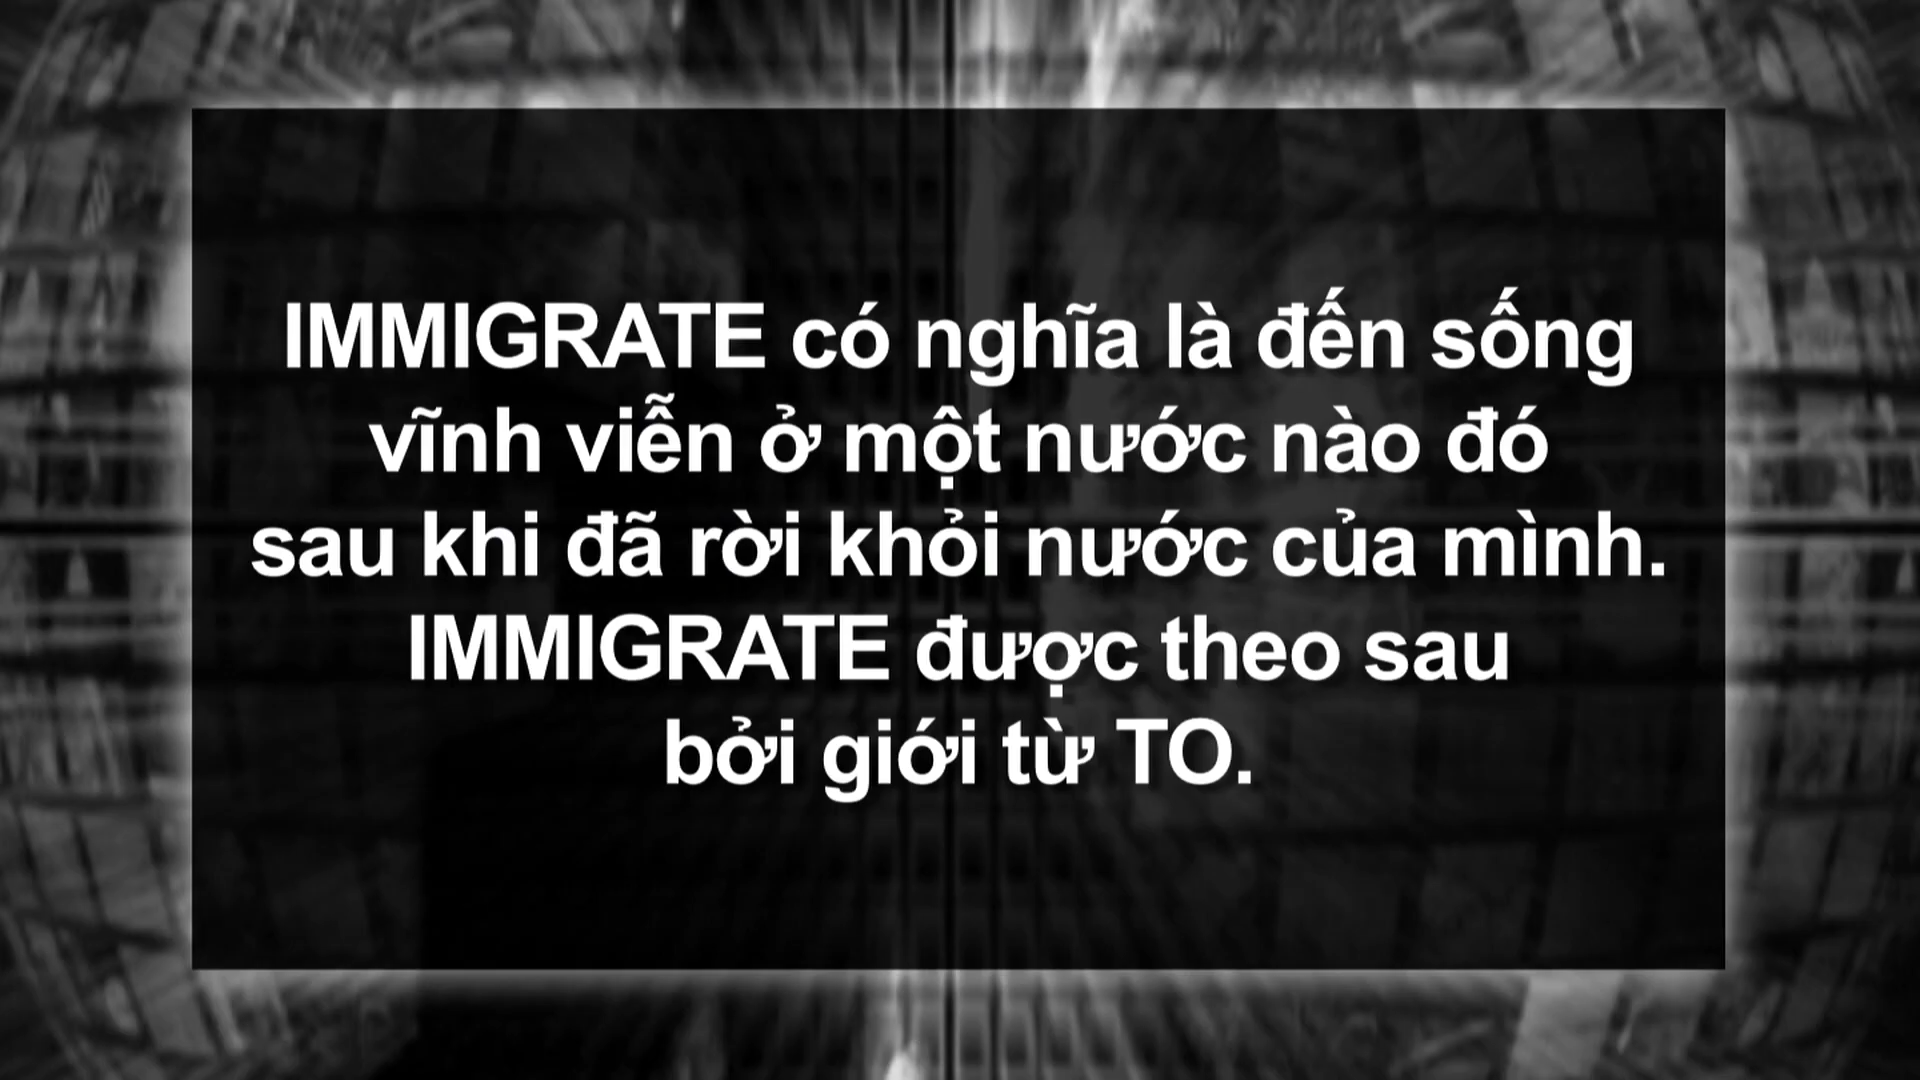 IMMIGRATE có nghĩa là đến sống
vĩnh viễn ở một nước nào đó
sau khi đã rời khỏi nước của mình.
IMMIGRATE được theo sau
bởi giới từ TO.